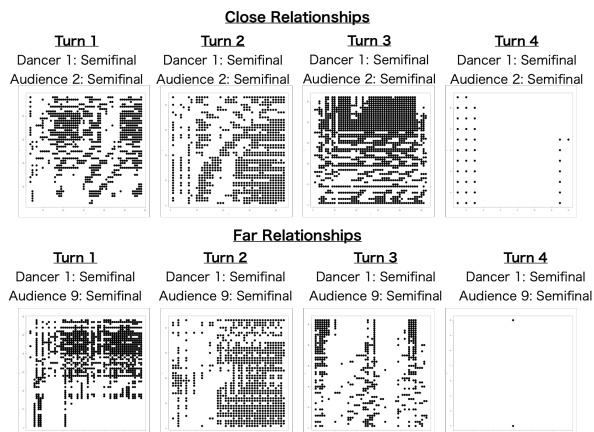 Close Relationships
Turn 1 Turn 2 Turn 3 Turn 4
Dancer 1: Semifinal Dancer 1: Semifinal Dancer 1: Semifinal Dancer 1: Semifinal
Audience 2: Semifinal Audience 2: Semifinal Audience 2: Semifinal Audience 2: Semifinal
Far Relationships
Turn 1 Turn 2 Turn 3 Turn 4
Dancer 1: Semifinal Dancer 1: Semifinal Dancer 1: Semifinal Dancer 1: Semifinal
Audience 9: Semifinal Audience 9: Semifinal Audience 9: Semifinal Audience 9: Semifinal